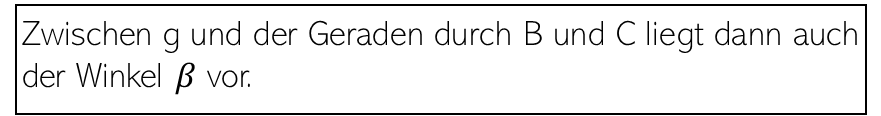 Zwischen g und der Geraden durch B und C liegt dann auch
der Winkel β vor.